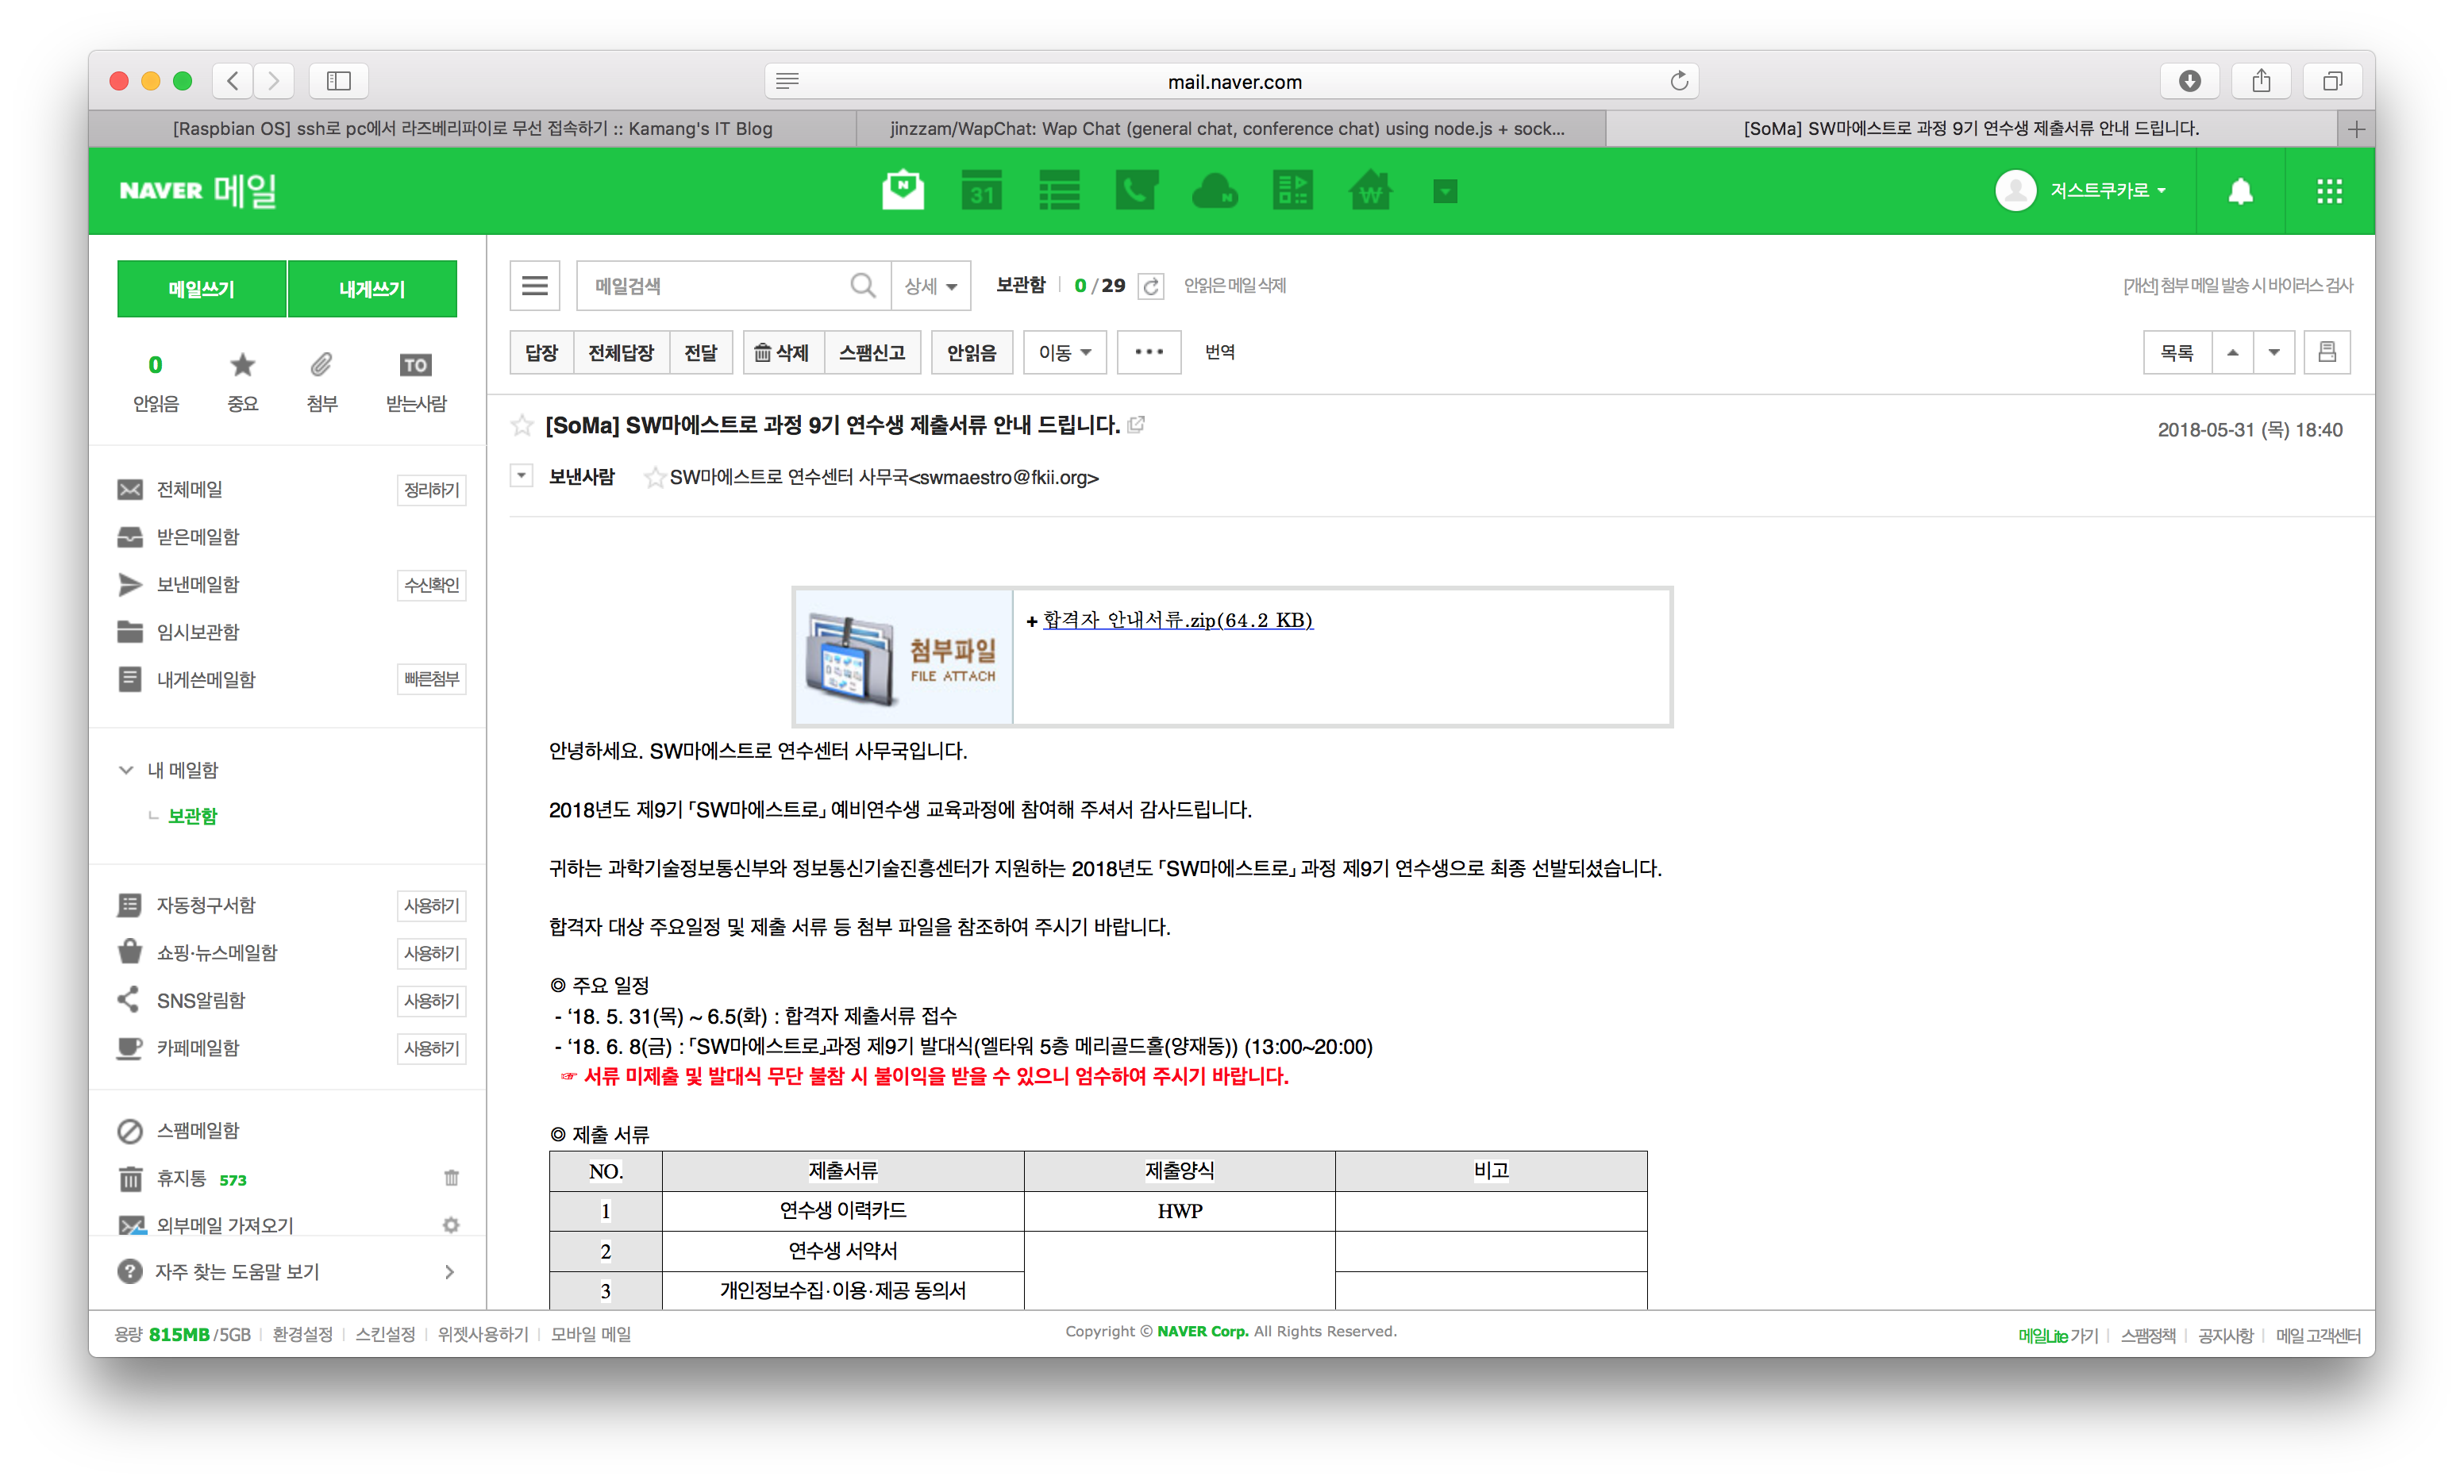 mail.naver.com
[Raspbian OS] ssh로 pc에서 라즈베리파이로 무선 접속하기 :: Kamang's IT Blog
jinzzam/WapChat: Wap Chat (general chat, conference chat) using node.js + sock...
[SoMa] SW마에스트로 과정 9기 연수생 제출서류 안내 드립니다.
NAVER 메일
N
31
N
₩
저스트쿠카로
메일쓰기
내게쓰기
0
TO
안읽음
중요
첨부
받는사람
전체메일
정리하기
받은메일함
보낸메일함
수신확인
임시보관함
내게쓴메일함
빠른첨부
내 메일함
보관함
자동청구서함
사용하기
쇼핑·뉴스메일함
사용하기
SNS알림함
사용하기
카페메일함
사용하기
스팸메일함
휴지통 573
외부메일 가져오기
? 자주 찾는 도움말 보기
메일검색
상세
보관함 0 / 29
안읽은 메일 삭제
[개선] 첨부 메일 발송 시 바이러스 검사
답장
전체답장
전달
삭제
스팸신고
안읽음
이동
···
번역
목록
[SoMa] SW마에스트로 과정 9기 연수생 제출서류 안내 드립니다.
2018-05-31 (목) 18:40
보낸사람 SW마에스트로 연수센터 사무국<swmaestro@fkii.org>
첨부파일
FILE ATTACH
+ 합격자 안내서류.zip(64.2 KB)
안녕하세요. SW마에스트로 연수센터 사무국입니다.
2018년도 제9기 「SW마에스트로」 예비연수생 교육과정에 참여해 주셔서 감사드립니다.
귀하는 과학기술정보통신부와 정보통신기술진흥센터가 지원하는 2018년도 「SW마에스트로」 과정 제9기 연수생으로 최종 선발되셨습니다.
합격자 대상 주요일정 및 제출 서류 등 첨부 파일을 참조하여 주시기 바랍니다.
◎ 주요 일정
- ‘18. 5. 31(목) ~ 6.5(화) : 합격자 제출서류 접수
- ‘18. 6. 8(금) : 「SW마에스트로」과정 제9기 발대식(엘타워 5층 메리골드홀(양재동)) (13:00~20:00)
☞ 서류 미제출 및 발대식 무단 불참 시 불이익을 받을 수 있으니 엄수하여 주시기 바랍니다.
◎ 제출 서류
NO. 제출서류 제출양식 비고
1 연수생 이력카드 HWP
2 연수생 서약서
3 개인정보수집·이용·제공 동의서
용량 815MB/5GB | 환경설정 | 스킨설정 | 위젯사용하기 | 모바일 메일
Copyright © NAVER Corp. All Rights Reserved.
메일Lite 가기 | 스팸정책 | 공지사항 | 메일 고객센터